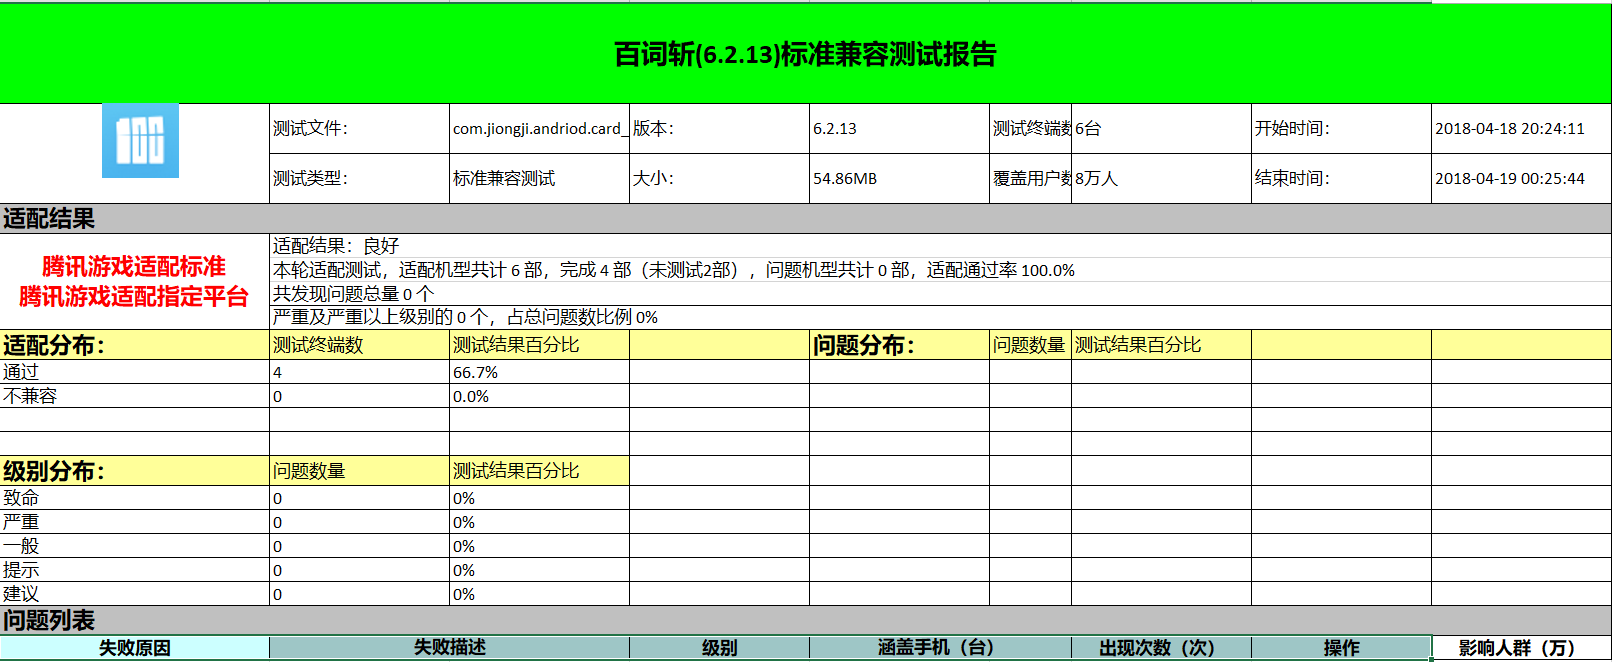 百词斩(6.2.13)标准兼容测试报告
100
测试文件： com.jiongji.andriod.card_ 版本： 6.2.13 测试终端数 6台 开始时间： 2018-04-18 20:24:11
测试类型： 标准兼容测试 大小： 54.86MB 覆盖用户数 8万人 结束时间： 2018-04-19 00:25:44
适配结果
腾讯游戏适配标准
腾讯游戏适配指定平台
适配结果：良好
本轮适配测试，适配机型共计 6 部，完成 4 部（未测试2部），问题机型共计 0 部，适配通过率 100.0%
共发现问题总量 0 个
严重及严重以上级别的 0 个，占总问题数比例 0%
适配分布： 测试终端数 测试结果百分比 问题分布： 问题数量 测试结果百分比
通过 4 66.7%
不兼容 0 0.0%
级别分布： 问题数量 测试结果百分比
致命 0 0%
严重 0 0%
一般 0 0%
提示 0 0%
建议 0 0%
问题列表
失败原因 失败描述 级别 涵盖手机（台） 出现次数（次） 操作 影响人群（万）